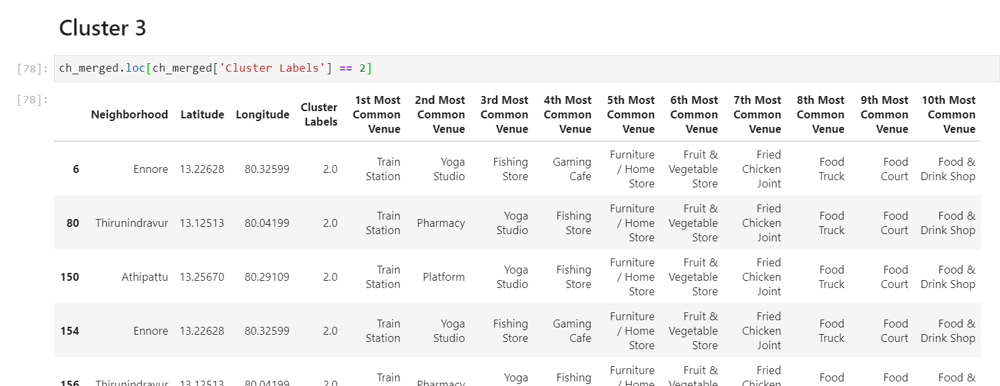 Cluster 3
[78]: ch_merged.loc[ch_merged['Cluster Labels'] == 2]
[78]:
Neighborhood Latitude Longitude Cluster Labels 1st Most Common Venue 2nd Most Common Venue 3rd Most Common Venue 4th Most Common Venue 5th Most Common Venue 6th Most Common Venue 7th Most Common Venue 8th Most Common Venue 9th Most Common Venue 10th Most Common Venue
6 Ennore 13.22628 80.32599 2.0 Train Station Yoga Studio Fishing Store Gaming Cafe Furniture / Home Store Fruit & Vegetable Store Fried Chicken Joint Food Truck Food Court Food & Drink Shop
80 Thirunindravur 13.12513 80.04199 2.0 Train Station Pharmacy Yoga Studio Fishing Store Furniture / Home Store Fruit & Vegetable Store Fried Chicken Joint Food Truck Food Court Food & Drink Shop
150 Athipattu 13.25670 80.29109 2.0 Train Station Platform Yoga Studio Fishing Store Furniture / Home Store Fruit & Vegetable Store Fried Chicken Joint Food Truck Food Court Food & Drink Shop
154 Ennore 13.22628 80.32599 2.0 Train Station Yoga Studio Fishing Store Gaming Cafe Furniture / Home Store Fruit & Vegetable Store Fried Chicken Joint Food Truck Food Court Food & Drink Shop
156 Thirunindravur 13.12513 80.04199 2.0 Train Pharmacy Yoga Fishing Furniture / Home Fruit & Vegetable Fried Chicken Food Food Food &